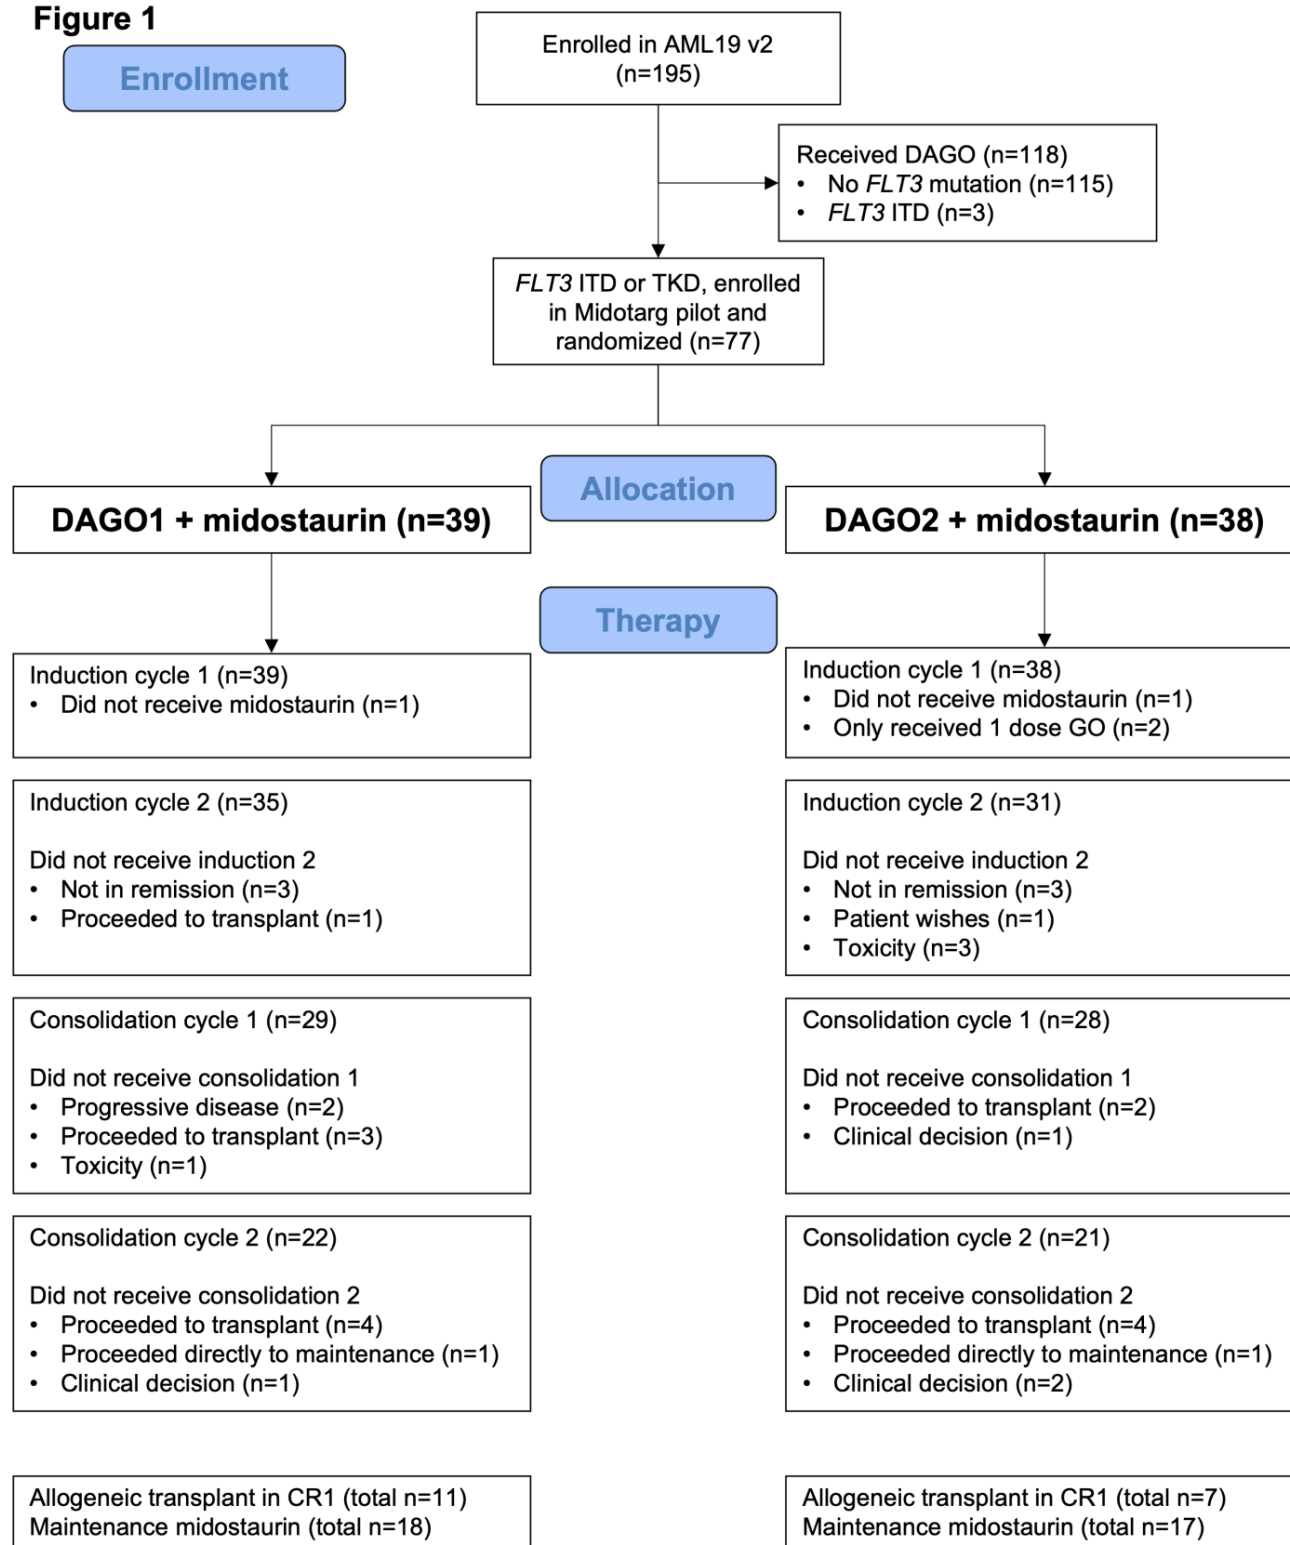 Figure 1
Enrollment
Enrolled in AML19 v2
(n=195)
Received DAGO (n=118)
• No FLT3 mutation (n=115)
• FLT3 ITD (n=3)
FLT3 ITD or TKD, enrolled
in Midotarg pilot and
randomized (n=77)
Allocation
DAGO1 + midostaurin (n=39)
DAGO2 + midostaurin (n=38)
Therapy
Induction cycle 1 (n=39)
• Did not receive midostaurin (n=1)
Induction cycle 1 (n=38)
• Did not receive midostaurin (n=1)
• Only received 1 dose GO (n=2)
Induction cycle 2 (n=35)
Did not receive induction 2
• Not in remission (n=3)
• Proceeded to transplant (n=1)
Induction cycle 2 (n=31)
Did not receive induction 2
• Not in remission (n=3)
• Patient wishes (n=1)
• Toxicity (n=3)
Consolidation cycle 1 (n=29)
Did not receive consolidation 1
• Progressive disease (n=2)
• Proceeded to transplant (n=3)
• Toxicity (n=1)
Consolidation cycle 1 (n=28)
Did not receive consolidation 1
• Proceeded to transplant (n=2)
• Clinical decision (n=1)
Consolidation cycle 2 (n=22)
Did not receive consolidation 2
• Proceeded to transplant (n=4)
• Proceeded directly to maintenance (n=1)
• Clinical decision (n=1)
Consolidation cycle 2 (n=21)
Did not receive consolidation 2
• Proceeded to transplant (n=4)
• Proceeded directly to maintenance (n=1)
• Clinical decision (n=2)
Allogeneic transplant in CR1 (total n=11)
Maintenance midostaurin (total n=18)
Allogeneic transplant in CR1 (total n=7)
Maintenance midostaurin (total n=17)